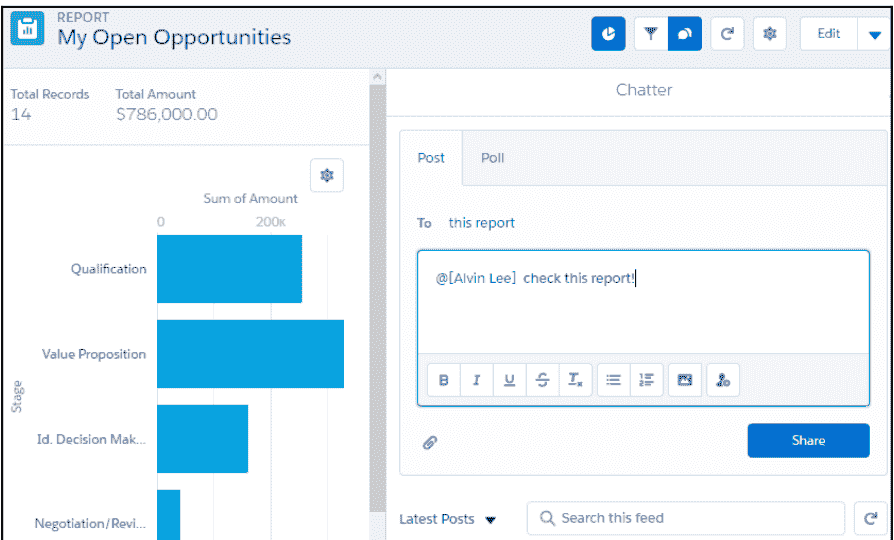 REPORT
My Open Opportunities
Edit
Total Records Total Amount
14 $786,000.00
Sum of Amount
0 200K
Qualification
Value Proposition
Id. Decision Mak...
Negotiation/Revi...
Stage
Chatter
Post Poll
To this report
@[Alvin Lee] check this report!
B I U S Tx
Share
Latest Posts Search this feed